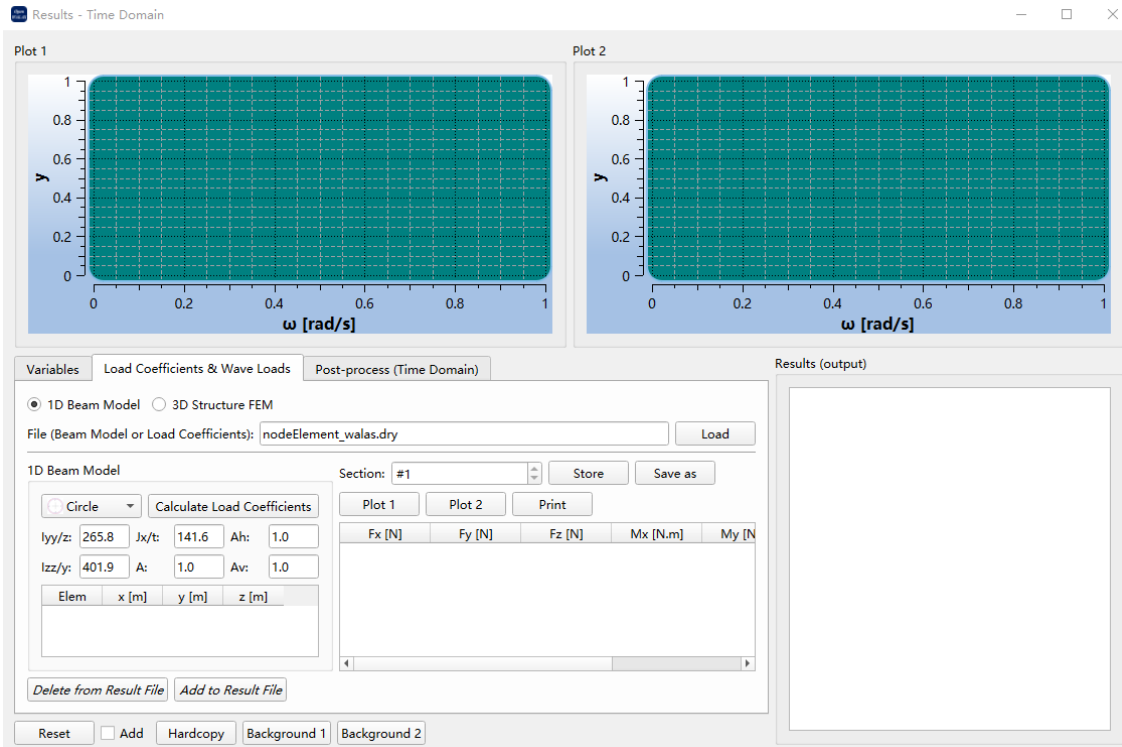 Results - Time Domain
Plot 1
Plot 2
1
0.8
0.6
0.4
0.2
0
y
0 0.2 0.4 0.6 0.8 1
ω [rad/s]
1
0.8
0.6
0.4
0.2
0
y
0 0.2 0.4 0.6 0.8 1
ω [rad/s]
Variables Load Coefficients & Wave Loads Post-process (Time Domain)
1D Beam Model 3D Structure FEM
File (Beam Model or Load Coefficients): nodeElement_walas.dry Load
1D Beam Model
Circle Calculate Load Coefficients
Iyy/z: 265.8 Jx/t: 141.6 Ah: 1.0
Izz/y: 401.9 A: 1.0 Av: 1.0
Elem x [m] y [m] z [m]
Section: #1 Store Save as
Plot 1 Plot 2 Print
Fx [N] Fy [N] Fz [N] Mx [N.m] My [N
Delete from Result File Add to Result File
Reset Add Hardcopy Background 1 Background 2
Results (output)